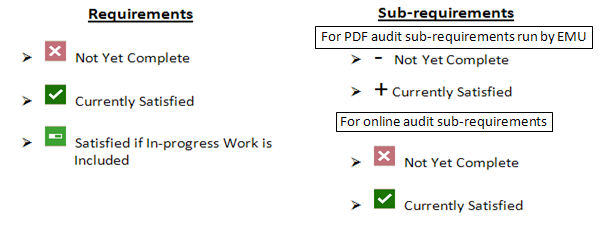 Requirements
Not Yet Complete
Currently Satisfied
Satisfied if In-progress Work is
Included
Sub-requirements
For PDF audit sub-requirements run by EMU
- Not Yet Complete
+ Currently Satisfied
For online audit sub-requirements
Not Yet Complete
Currently Satisfied